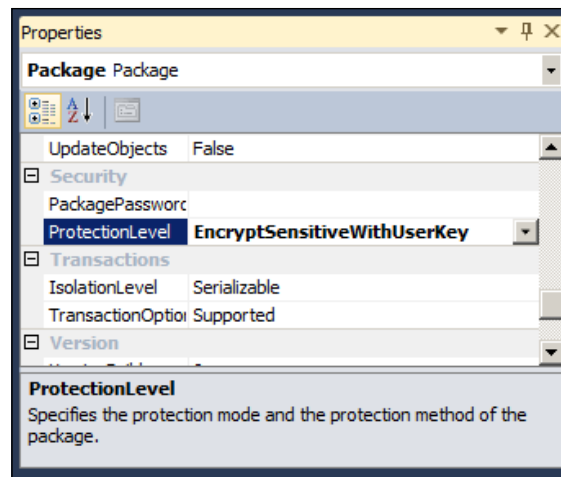 Properties
Package Package
UpdateObjects False
Security
PackagePassword
ProtectionLevel EncryptSensitiveWithUserKey
Transactions
IsolationLevel Serializable
TransactionOption Supported
Version
ProtectionLevel
Specifies the protection mode and the protection method of the
package.